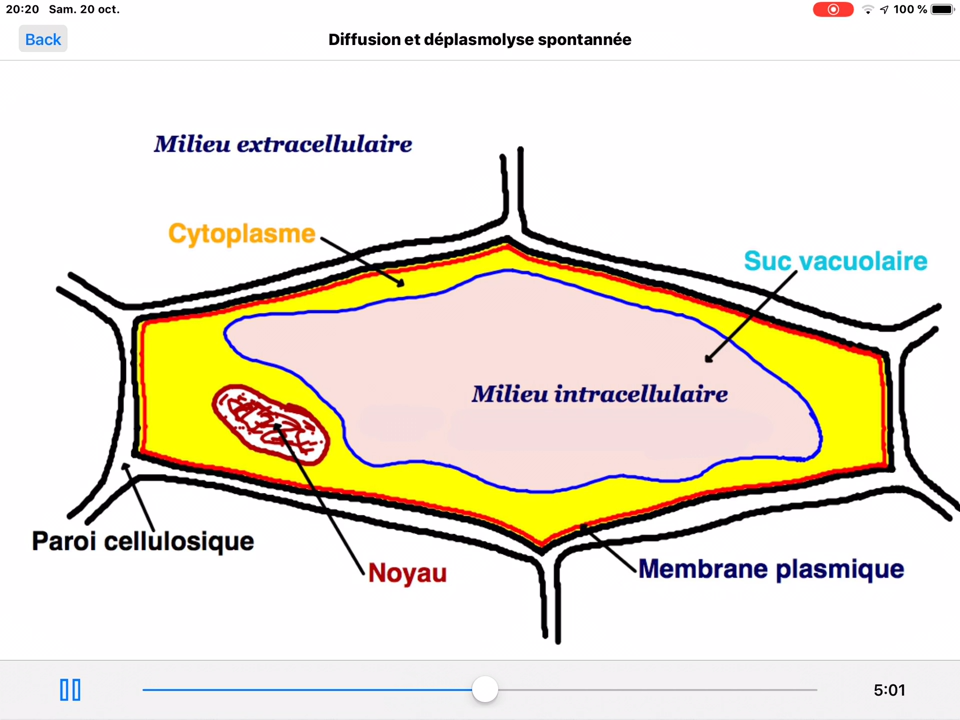 20:20 Sam. 20 oct.
100 %
Back
Diffusion et déplasmolyse spontannée
Milieu extracellulaire
Cytoplasme
Suc vacuolaire
Milieu intracellulaire
Paroi cellulosique
Noyau
Membrane plasmique
5:01